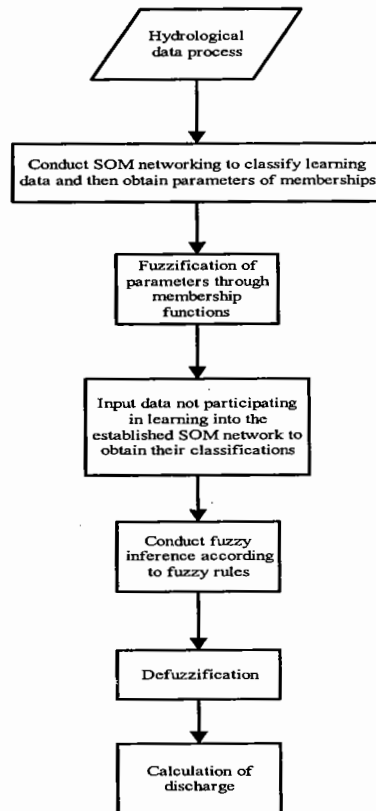 Hydrological
data process
Conduct SOM networking to classify learning
data and then obtain parameters of memberships
Fuzzification of
parameters through
membership
functions
Input data not participating
in learning into the
established SOM network to
obtain their classifications
Conduct fuzzy
inference according
to fuzzy rules
Defuzzification
Calculation of
discharge